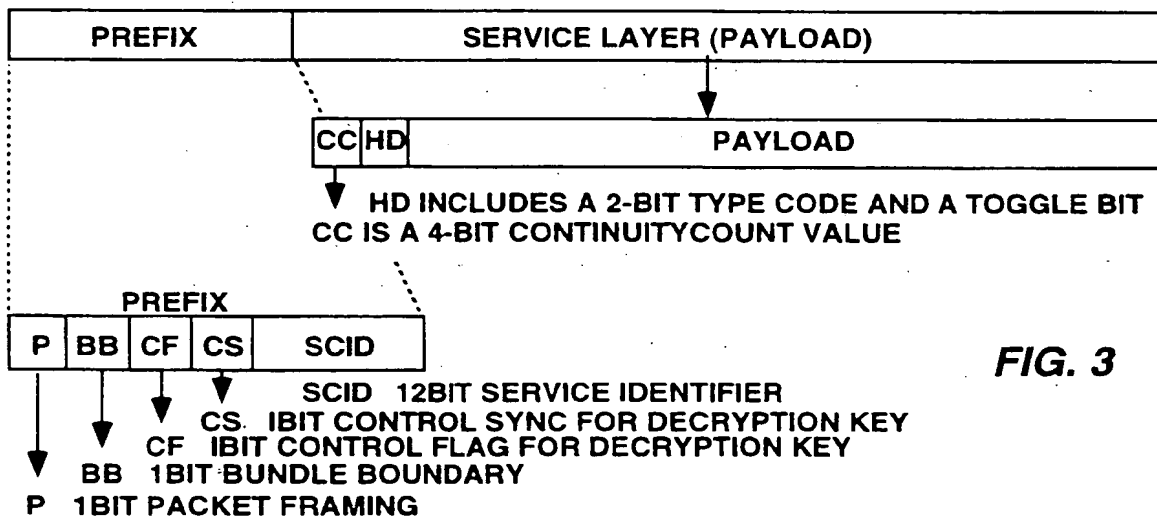 PREFIX SERVICE LAYER (PAYLOAD)
CC HD PAYLOAD
HD INCLUDES A 2-BIT TYPE CODE AND A TOGGLE BIT
CC IS A 4-BIT CONTINUITYCOUNT VALUE
PREFIX
P BB CF CS SCID
FIG. 3
SCID 12BIT SERVICE IDENTIFIER
CS IBIT CONTROL SYNC FOR DECRYPTION KEY
CF IBIT CONTROL FLAG FOR DECRYPTION KEY
BB 1BIT BUNDLE BOUNDARY
P 1BIT PACKET FRAMING